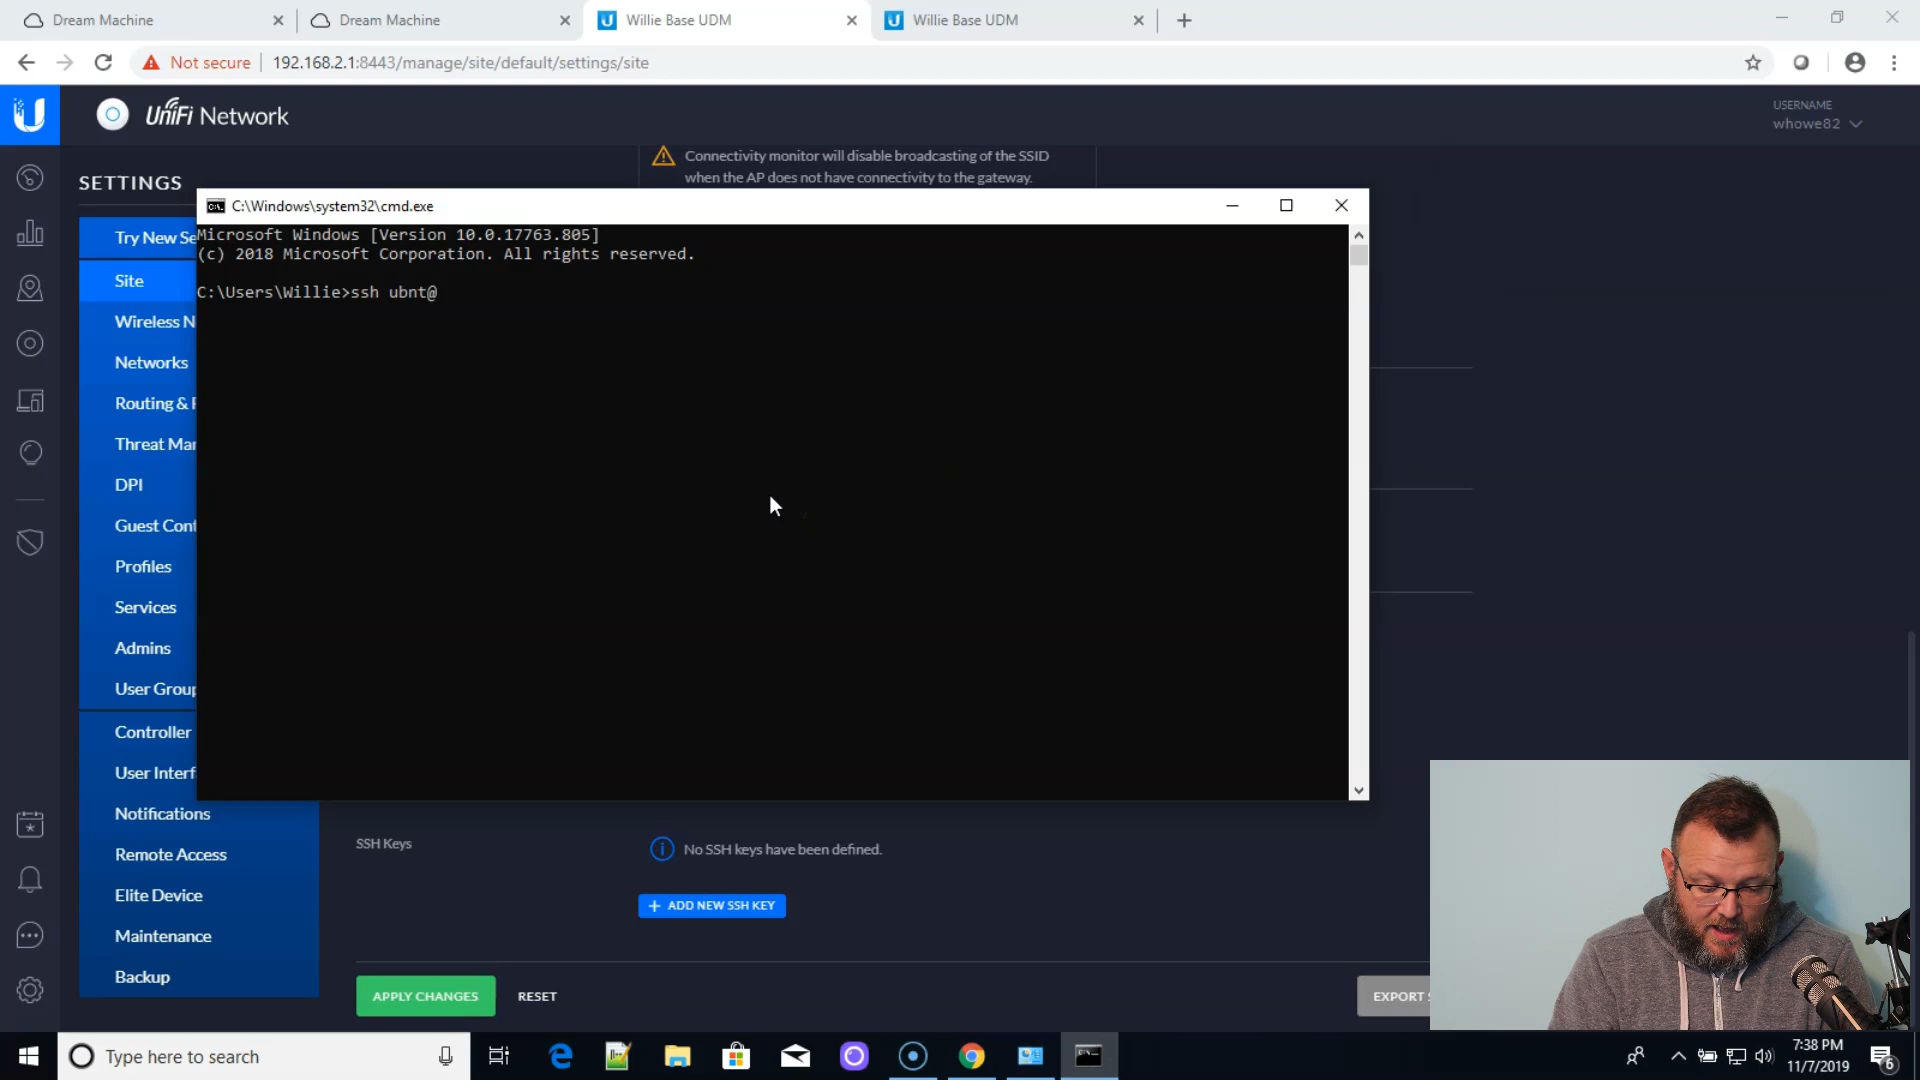 Dream Machine
Dream Machine
Willie Base UDM
Willie Base UDM
Not secure
192.168.2.1:8443/manage/site/default/settings/site
UniFi Network
USERNAME
whowe82
Connectivity monitor will disable broadcasting of the SSID
when the AP does not have connectivity to the gateway.
SETTINGS
C:\Windows\system32\cmd.exe
Microsoft Windows [Version 10.0.17763.805]
(c) 2018 Microsoft Corporation. All rights reserved.
C:\Users\Willie>ssh ubnt@
Try New Se
Site
Wireless N
Networks
Routing &
Threat Mar
DPI
Guest Cont
Profiles
Services
Admins
User Group
Controller
User Interf
Notifications
Remote Access
Elite Device
Maintenance
Backup
SSH Keys
No SSH keys have been defined.
+ ADD NEW SSH KEY
APPLY CHANGES
RESET
EXPORT
Type here to search
7:38 PM
11/7/2019
6